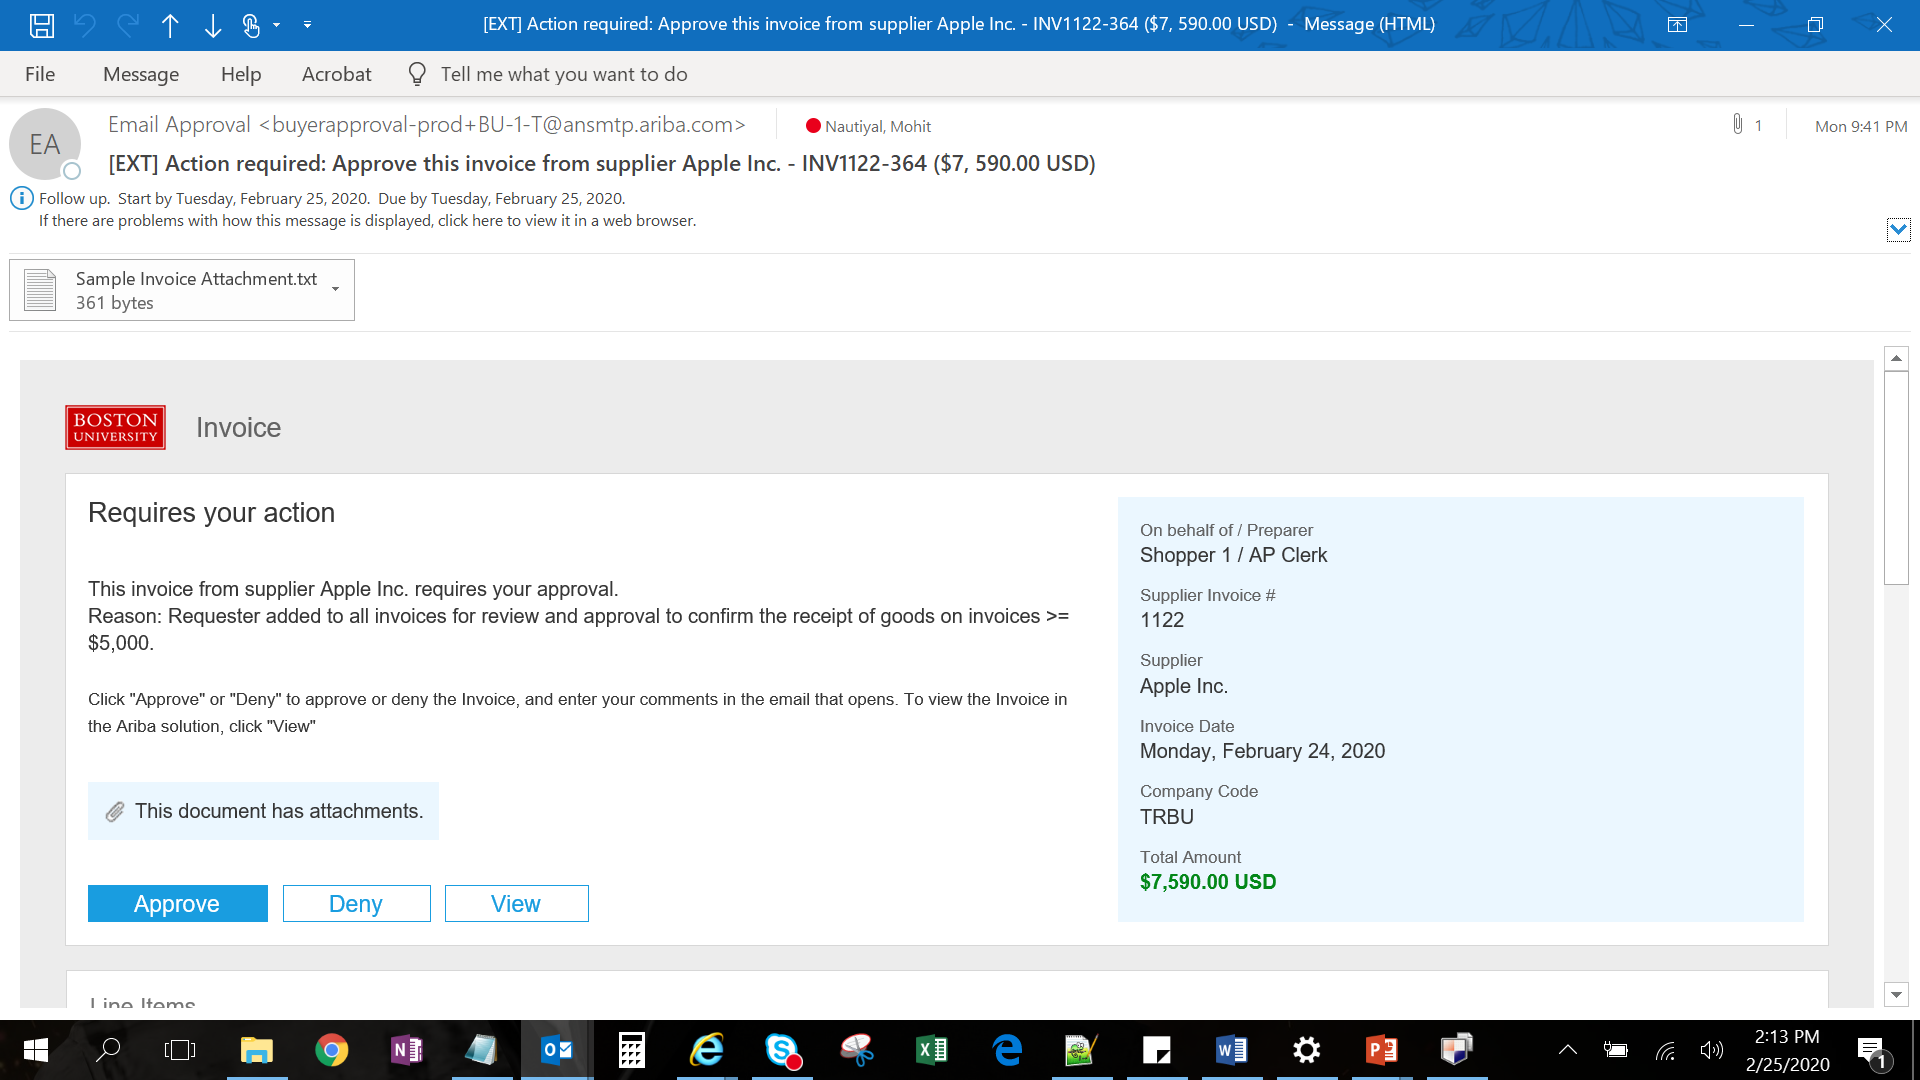 [EXT] Action required: Approve this invoice from supplier Apple Inc. - INV1122-364 ($7, 590.00 USD)  -  Message (HTML)
File Message Help Acrobat Tell me what you want to do
EA
Email Approval <buyerapproval-prod+BU-1-T@ansmtp.ariba.com>
Nautiyal, Mohit
1
Mon 9:41 PM
[EXT] Action required: Approve this invoice from supplier Apple Inc. - INV1122-364 ($7, 590.00 USD)
Follow up.  Start by Tuesday, February 25, 2020.  Due by Tuesday, February 25, 2020.
If there are problems with how this message is displayed, click here to view it in a web browser.
Sample Invoice Attachment.txt
361 bytes
BOSTON
UNIVERSITY
Invoice
Requires your action
This invoice from supplier Apple Inc. requires your approval.
Reason: Requester added to all invoices for review and approval to confirm the receipt of goods on invoices >=
$5,000.
Click "Approve" or "Deny" to approve or deny the Invoice, and enter your comments in the email that opens. To view the Invoice in
the Ariba solution, click "View"
This document has attachments.
Approve Deny View
On behalf of / Preparer
Shopper 1 / AP Clerk
Supplier Invoice #
1122
Supplier
Apple Inc.
Invoice Date
Monday, February 24, 2020
Company Code
TRBU
Total Amount
$7,590.00 USD
Line Items
2:13 PM
2/25/2020
1